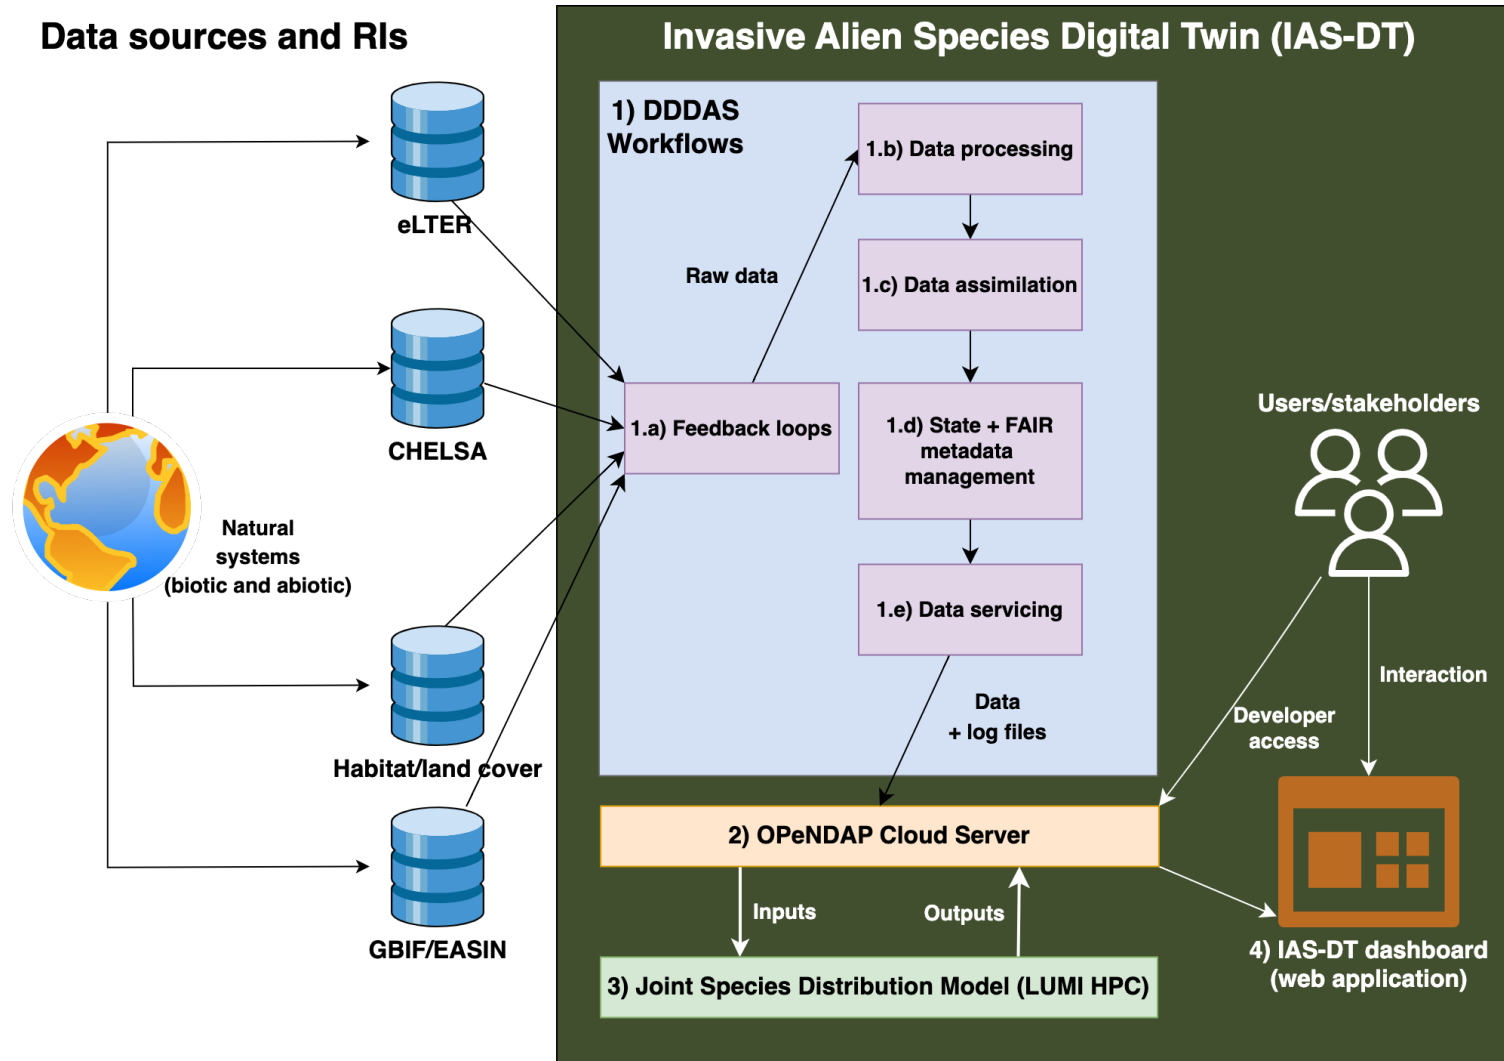 Data sources and RIs
Invasive Alien Species Digital Twin (IAS-DT)
eLTER
CHELSA
Natural
systems
(biotic and abiotic)
Habitat/land cover
GBIF/EASIN
1) DDDAS
Workflows
1.a) Feedback loops
Raw data
1.b) Data processing
1.c) Data assimilation
1.d) State + FAIR
metadata
management
1.e) Data servicing
Data
+ log files
2) OPeNDAP Cloud Server
Inputs
Outputs
3) Joint Species Distribution Model (LUMI HPC)
Users/stakeholders
Interaction
Developer
access
4) IAS-DT dashboard
(web application)